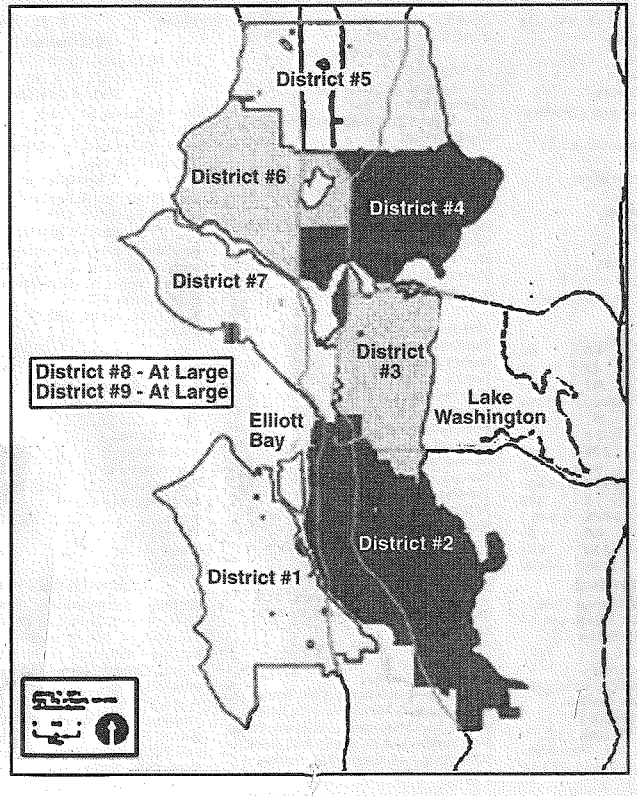 District #5
District #6
District #4
District #7
District
#3
District #8 - At Large
District #9 - At Large
Lake
Washington
Elliott
Bay
District #2
District #1